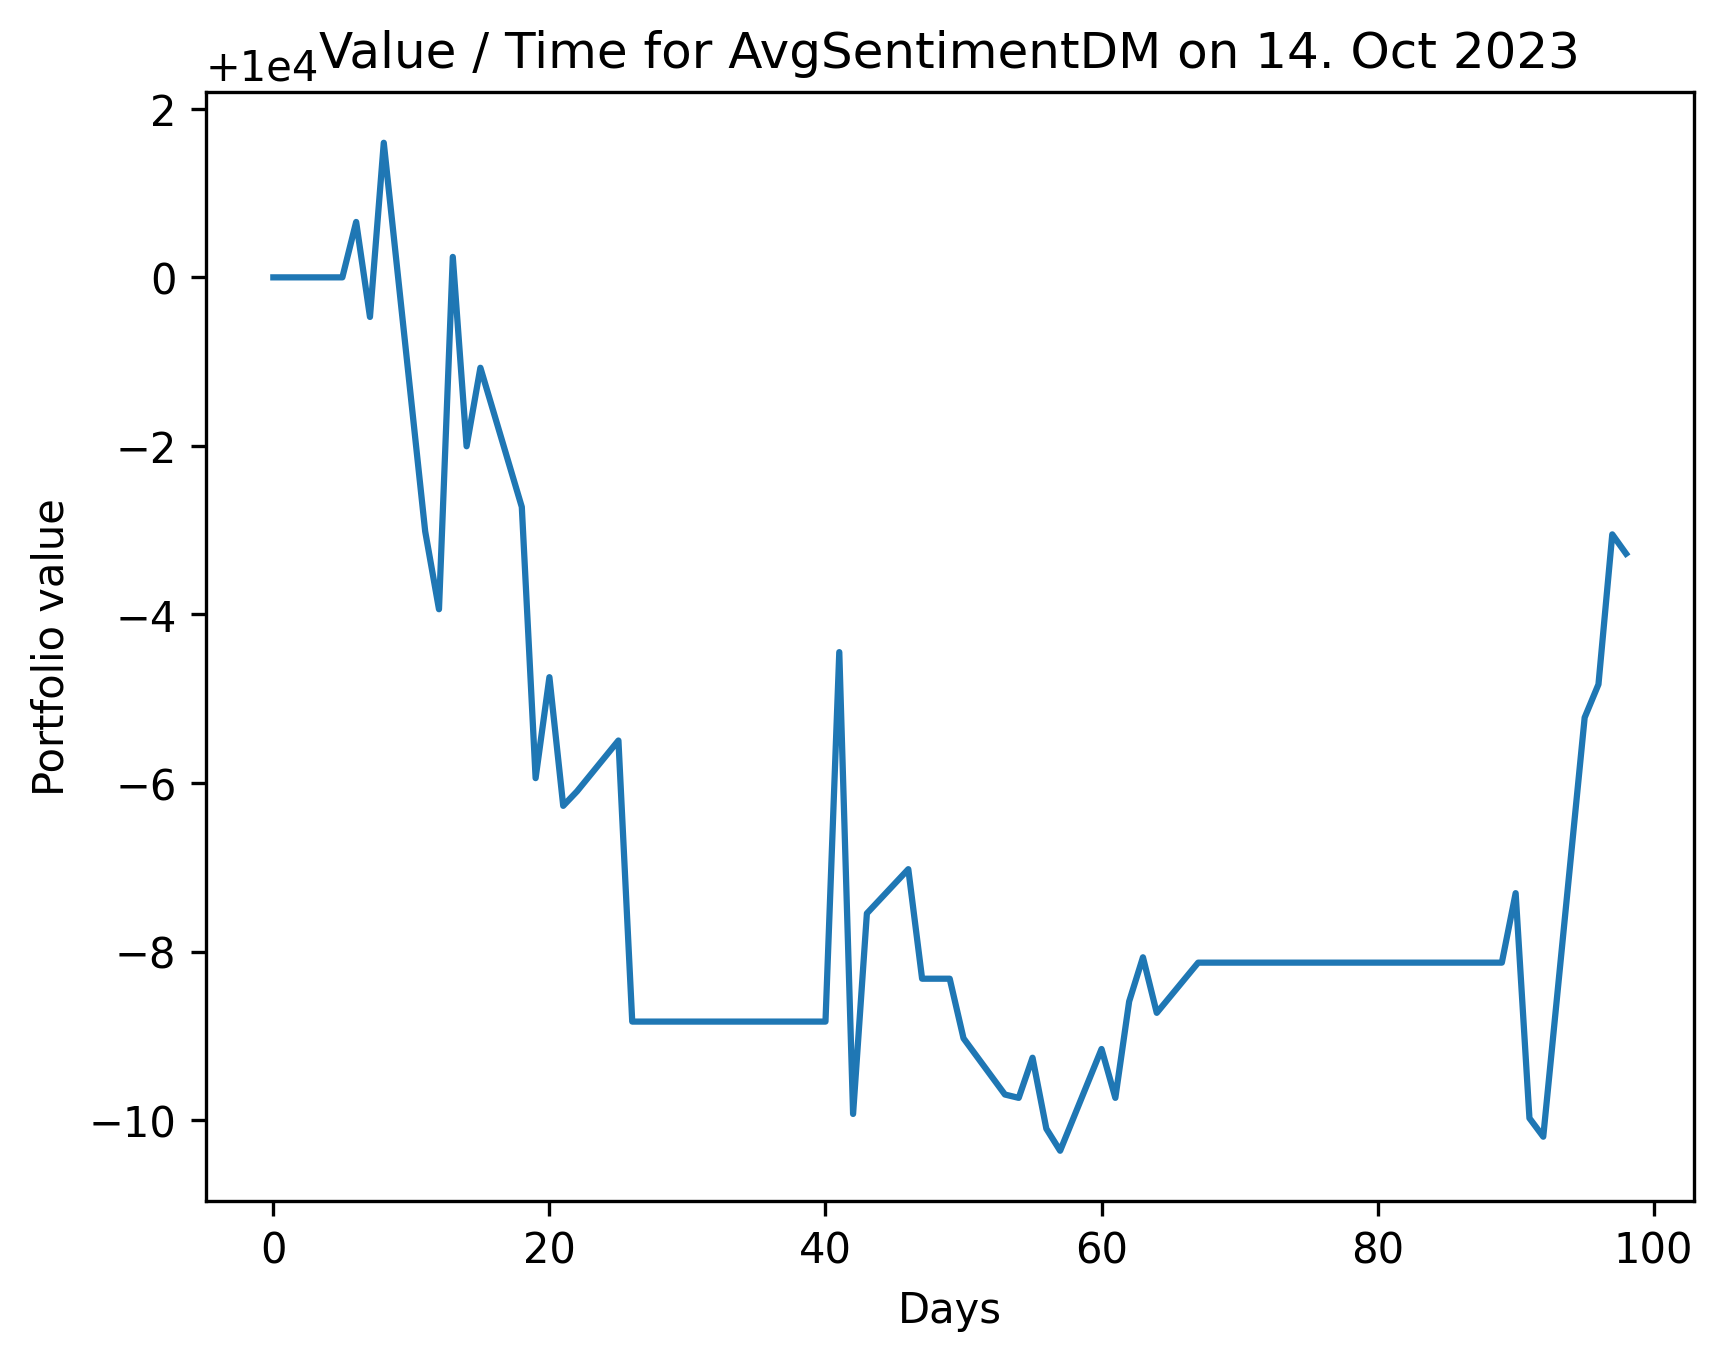 Value / Time for AvgSentimentDM on 14. Oct 2023
+1e4
2
0
−2
−4
−6
−8
−10
Portfolio value
0 20 40 60 80 100
Days